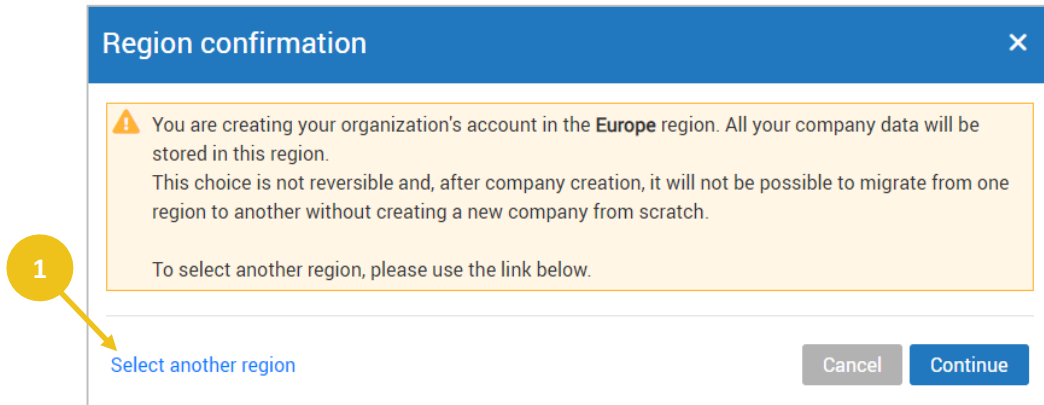 Region confirmation
You are creating your organization's account in the Europe region. All your company data will be
stored in this region.
This choice is not reversible and, after company creation, it will not be possible to migrate from one
region to another without creating a new company from scratch.
To select another region, please use the link below.
1
Select another region
Cancel
Continue